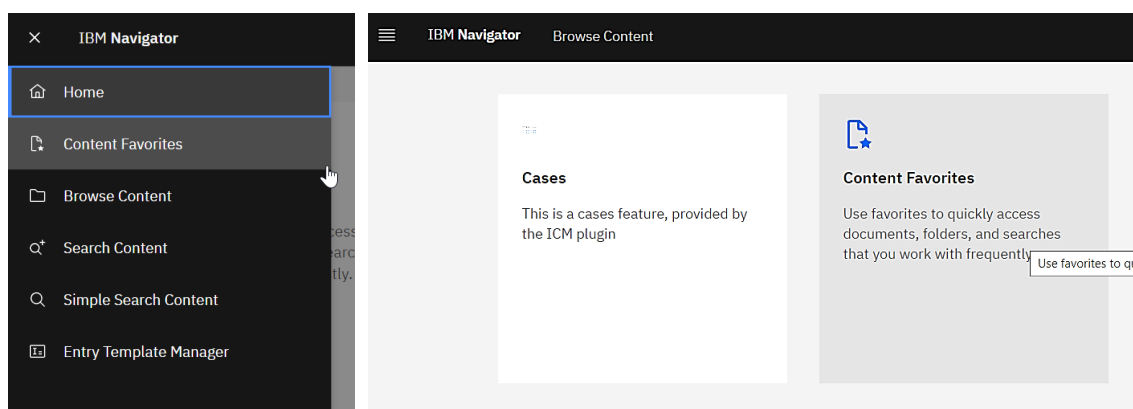 IBM Navigator
Home
Content Favorites
Browse Content
Search Content
Simple Search Content
Entry Template Manager
IBM Navigator
Browse Content
Cases
This is a cases feature, provided by
the ICM plugin
Content Favorites
Use favorites to quickly access
documents, folders, and searches
that you work with frequently
Use favorites to